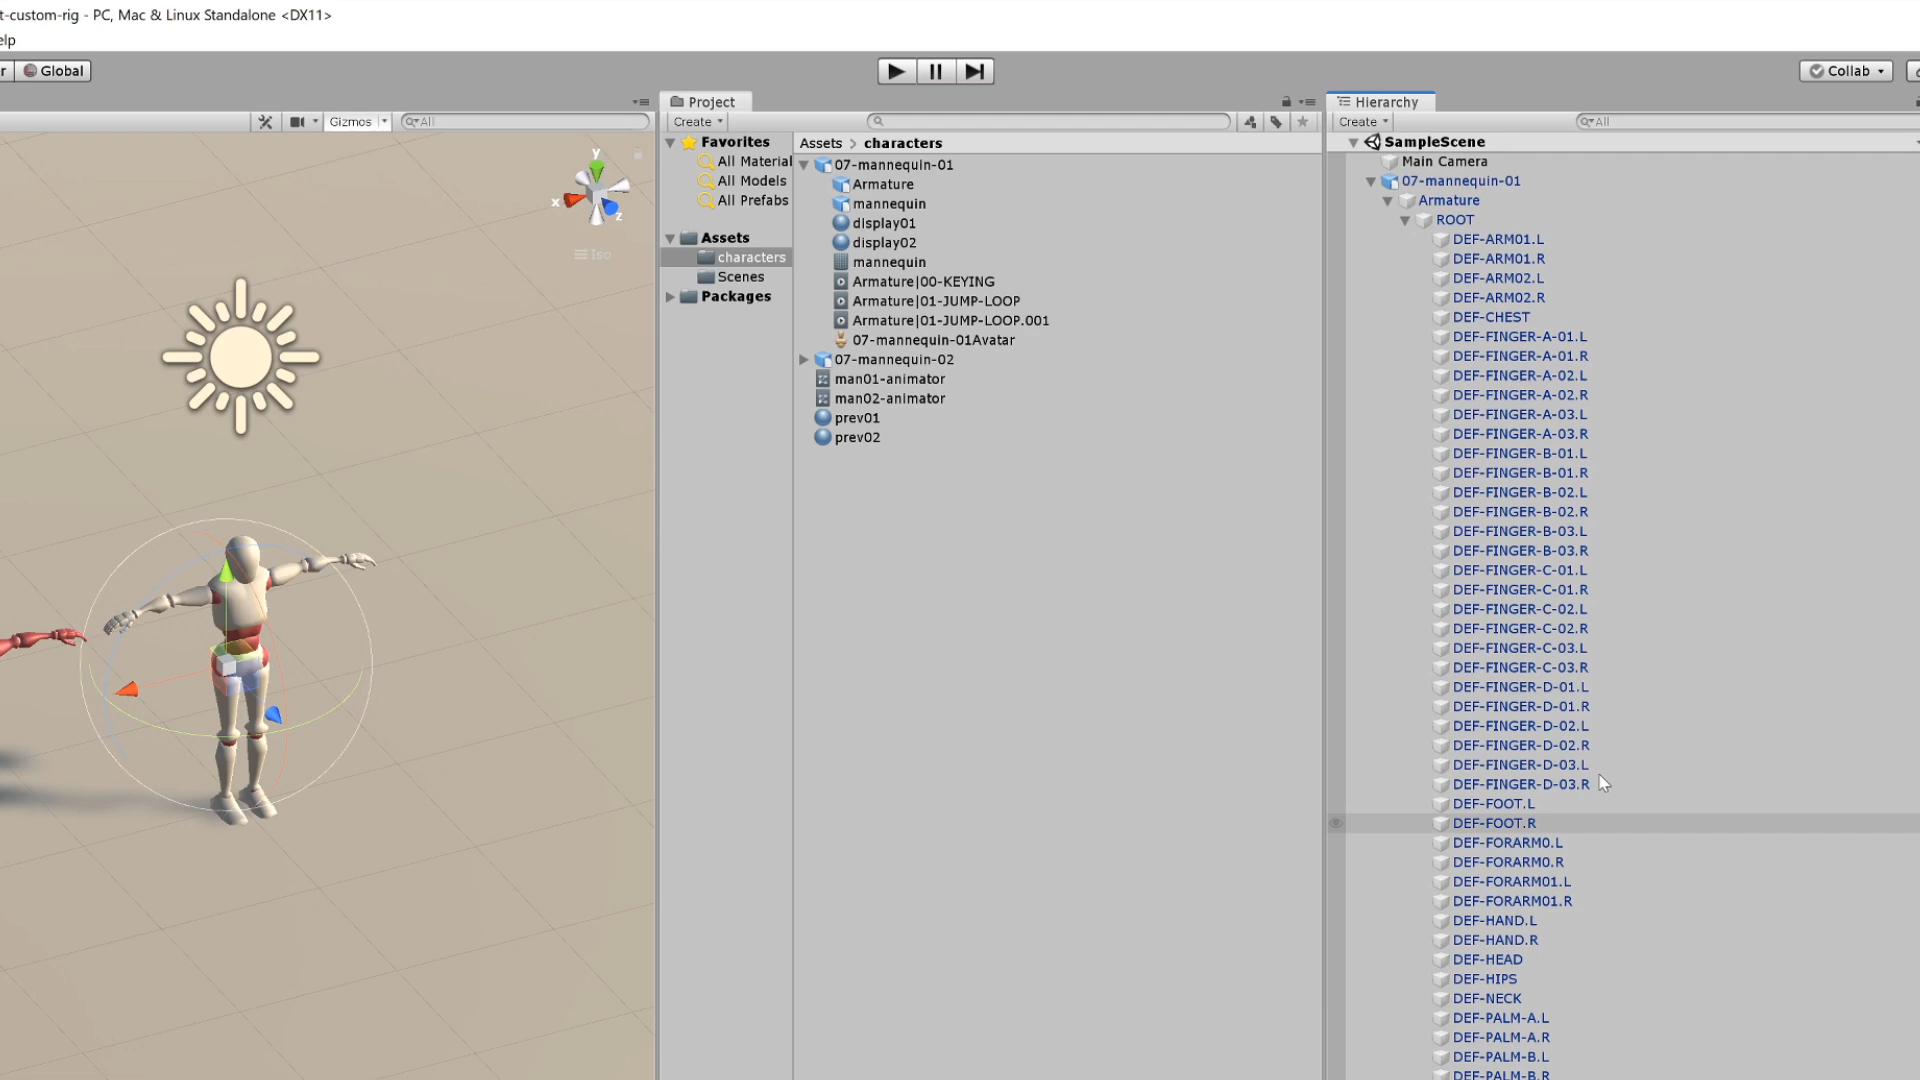 t-custom-rig - PC, Mac & Linux Standalone <DX11>
elp
r
Global
Collab
Gizmos
All
y
x
z
Iso
Project
Create
Favorites
All Material
All Models
All Prefabs
Assets
characters
Scenes
Packages
Assets > characters
07-mannequin-01
Armature
mannequin
display01
display02
mannequin
Armature|00-KEYING
Armature|01-JUMP-LOOP
Armature|01-JUMP-LOOP.001
07-mannequin-01Avatar
07-mannequin-02
man01-animator
man02-animator
prev01
prev02
Hierarchy
Create
All
SampleScene
Main Camera
07-mannequin-01
Armature
ROOT
DEF-ARM01.L
DEF-ARM01.R
DEF-ARM02.L
DEF-ARM02.R
DEF-CHEST
DEF-FINGER-A-01.L
DEF-FINGER-A-01.R
DEF-FINGER-A-02.L
DEF-FINGER-A-02.R
DEF-FINGER-A-03.L
DEF-FINGER-A-03.R
DEF-FINGER-B-01.L
DEF-FINGER-B-01.R
DEF-FINGER-B-02.L
DEF-FINGER-B-02.R
DEF-FINGER-B-03.L
DEF-FINGER-B-03.R
DEF-FINGER-C-01.L
DEF-FINGER-C-01.R
DEF-FINGER-C-02.L
DEF-FINGER-C-02.R
DEF-FINGER-C-03.L
DEF-FINGER-C-03.R
DEF-FINGER-D-01.L
DEF-FINGER-D-01.R
DEF-FINGER-D-02.L
DEF-FINGER-D-02.R
DEF-FINGER-D-03.L
DEF-FINGER-D-03.R
DEF-FOOT.L
DEF-FOOT.R
DEF-FORARM0.L
DEF-FORARM0.R
DEF-FORARM01.L
DEF-FORARM01.R
DEF-HAND.L
DEF-HAND.R
DEF-HEAD
DEF-HIPS
DEF-NECK
DEF-PALM-A.L
DEF-PALM-A.R
DEF-PALM-B.L
DEF-PALM-B.R